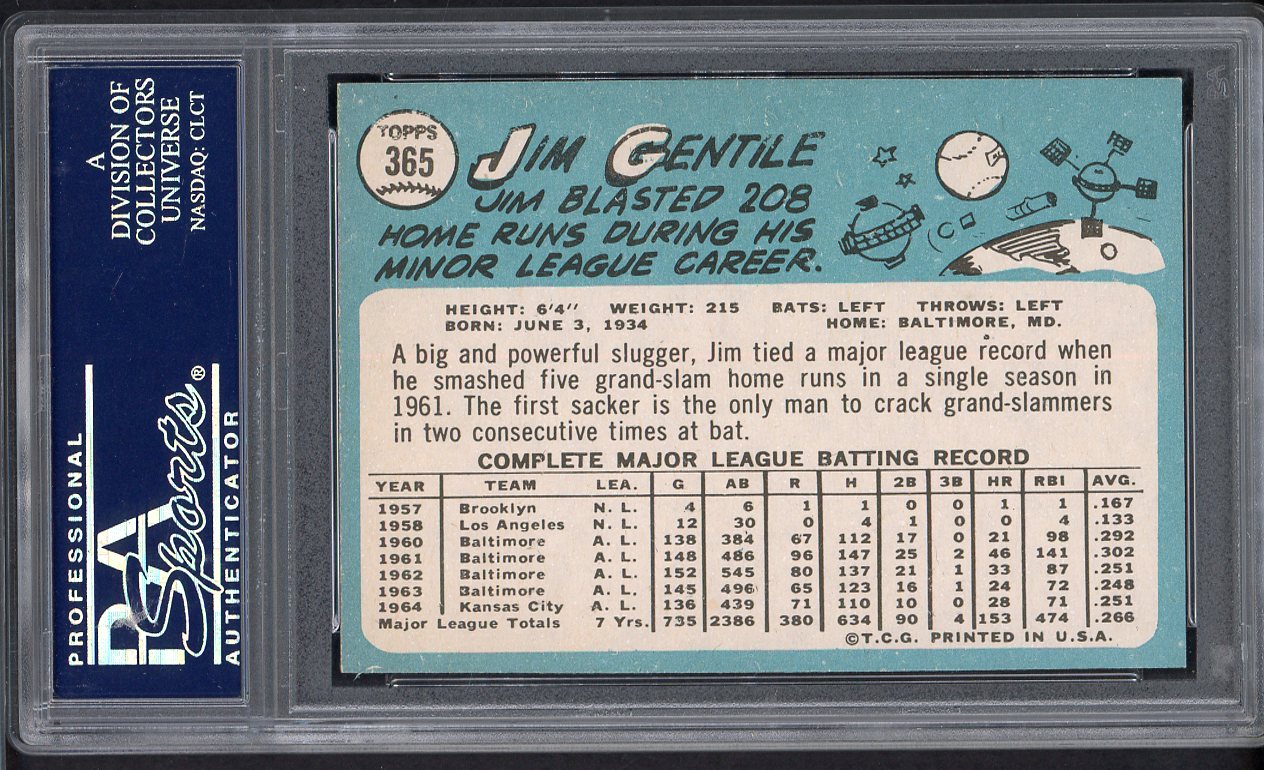 A
DIVISION OF
COLLECTORS
UNIVERSE
NASDAQ: CLCT
PROFESSIONAL
PSA
Sports®
AUTHENTICATOR
TOPPS
365
JIM GENTILE
JIM BLASTED 208
HOME RUNS DURING HIS
MINOR LEAGUE CAREER.
HEIGHT: 6'4" WEIGHT: 215 BATS: LEFT THROWS: LEFT
BORN: JUNE 3, 1934 HOME: BALTIMORE, MD.
A big and powerful slugger, Jim tied a major league record when
he smashed five grand-slam home runs in a single season in
1961. The first sacker is the only man to crack grand-slammers
in two consecutive times at bat.
COMPLETE MAJOR LEAGUE BATTING RECORD
YEAR TEAM LEA. G AB R H 2B 3B HR RBI AVG.
1957 Brooklyn N. L. 4 6 1 1 0 0 1 1 .167
1958 Los Angeles N. L. 12 30 0 4 1 0 0 4 .133
1960 Baltimore A. L. 138 384 67 112 17 0 21 98 .292
1961 Baltimore A. L. 148 486 96 147 25 2 46 141 .302
1962 Baltimore A. L. 152 545 80 137 21 1 33 87 .251
1963 Baltimore A. L. 145 496 65 123 16 1 24 72 .248
1964 Kansas City A. L. 136 439 71 110 10 0 28 71 .251
Major League Totals 7 Yrs. 735 2386 380 634 90 4 153 474 .266
©T.C.G. PRINTED IN U.S.A.